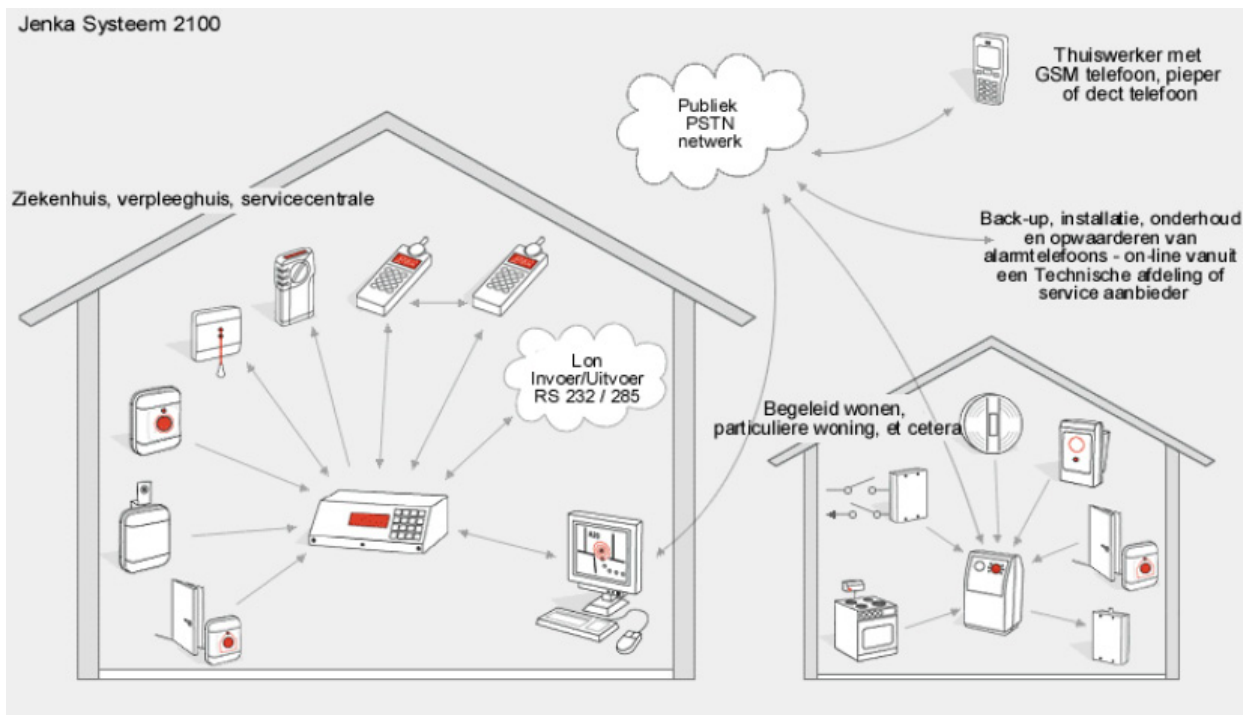 Jenka Systeem 2100
Thuiswerker met
GSM telefoon, pieper
of dect telefoon
Publiek
PSTN
netwerk
Ziekenhuis, verpleeghuis, servicecentrale
Back-up, installatie, onderhoud
en opwaarderen van
alarmtelefoons - on-line vanuit
een Technische afdeling of
service aanbieder
Lon
Invoer/Uitvoer
RS 232 / 285
Begeleid wonen,
particuliere woning, et cetera